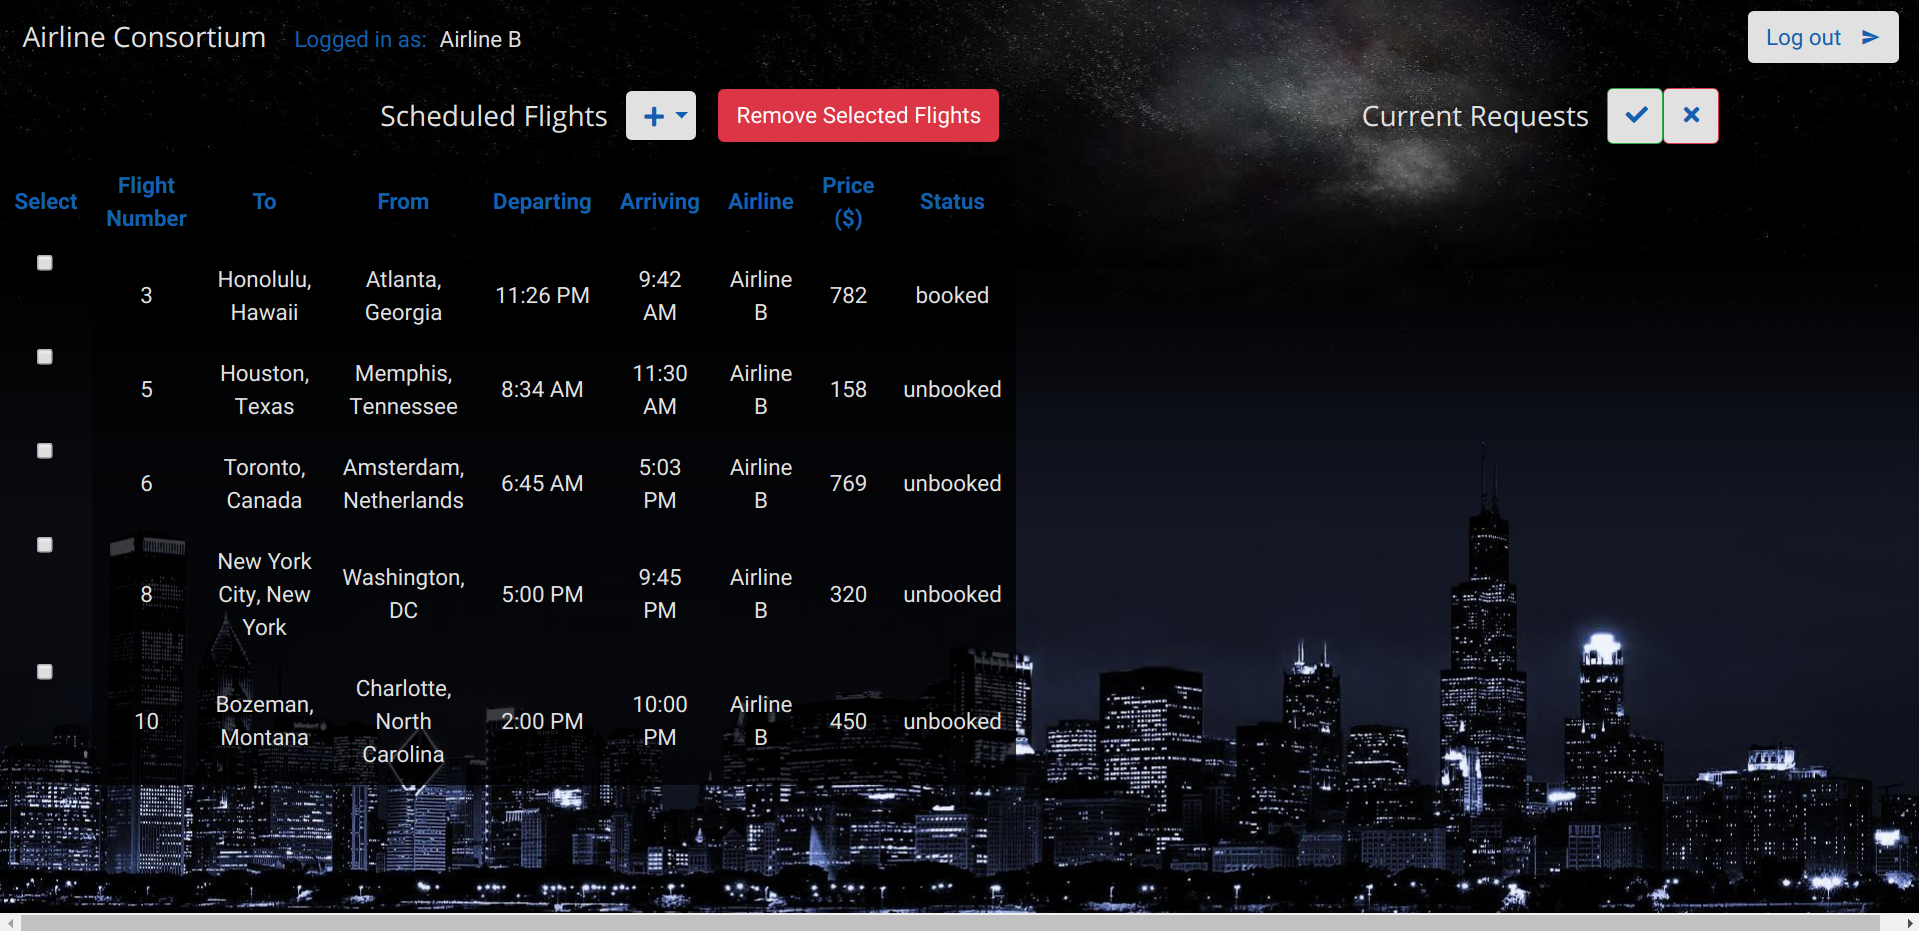 Airline Consortium Logged in as: Airline B
Log out
Scheduled Flights
Remove Selected Flights
Current Requests
Select Flight Number To From Departing Arriving Airline Price ($) Status
3 Honolulu, Hawaii Atlanta, Georgia 11:26 PM 9:42 AM Airline B 782 booked
5 Houston, Texas Memphis, Tennessee 8:34 AM 11:30 AM Airline B 158 unbooked
6 Toronto, Canada Amsterdam, Netherlands 6:45 AM 5:03 PM Airline B 769 unbooked
8 New York City, New York Washington, DC 5:00 PM 9:45 PM Airline B 320 unbooked
10 Bozeman, Montana Charlotte, North Carolina 2:00 PM 10:00 PM Airline B 450 unbooked